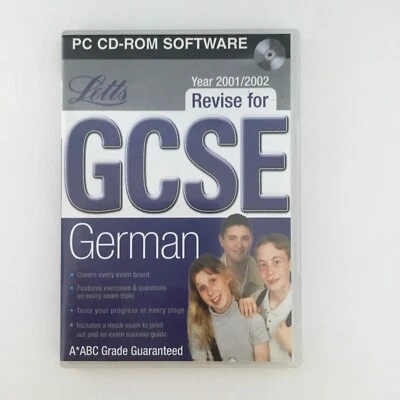 PC CD-ROM SOFTWARE
Letts
Year 2001/2002
Revise for
GCSE
German
• Covers every exam board
• Features exercises & questions
on every exam topic
• Tests your progress at every stage
• Includes a mock exam to print
out and an exam success guide
A*ABC Grade Guaranteed